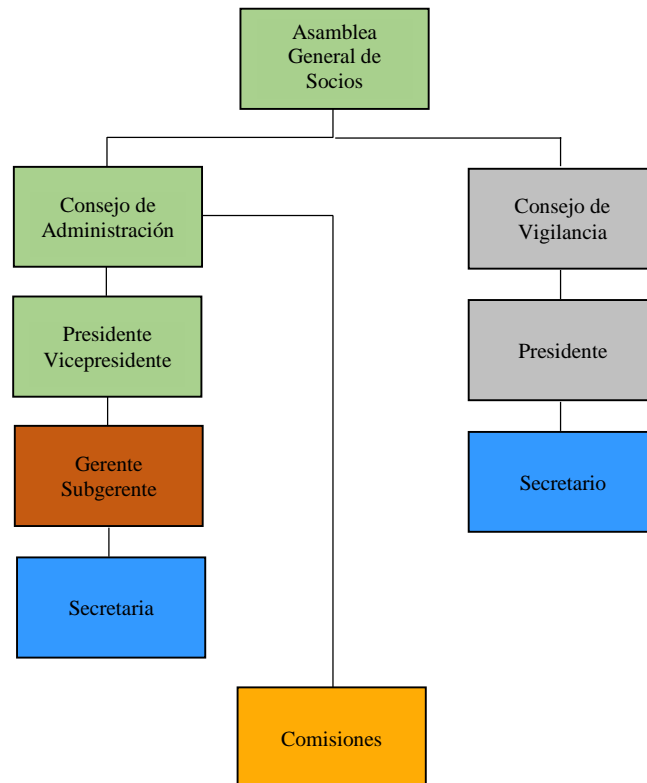 Asamblea
General de
Socios
Consejo de
Administración
Consejo de
Vigilancia
Presidente
Vicepresidente
Presidente
Gerente
Subgerente
Secretario
Secretaria
Comisiones